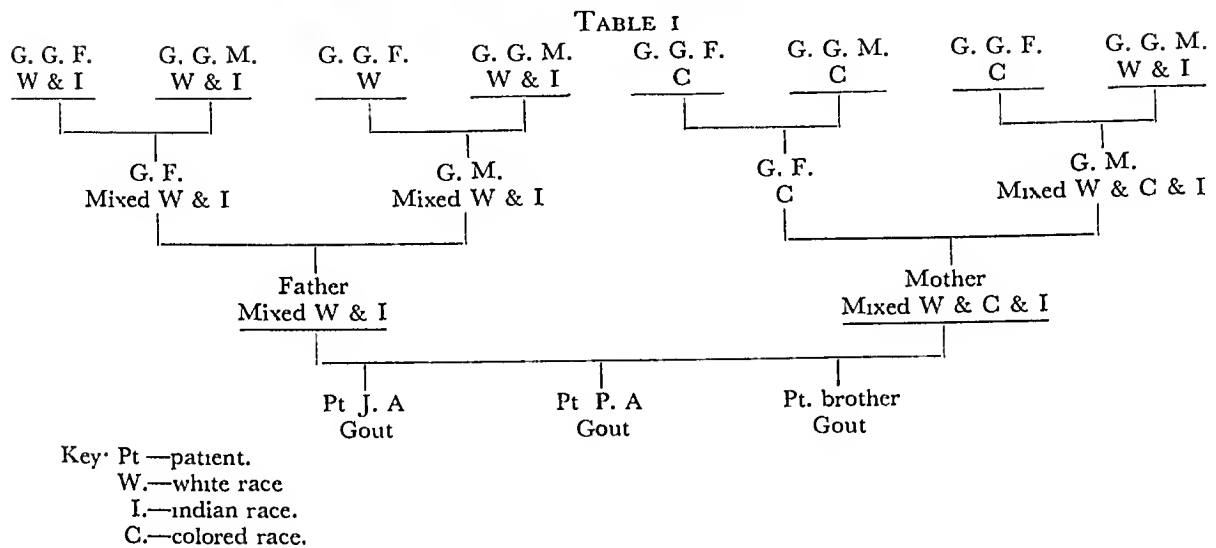 TABLE I
G. G. F. G. G. M. G. G. F. G. G. M. G. G. F. G. G. M. G. G. F. G. G. M.
W & I W & I W W & I C C C W & I
G. F. G. M. G. F. G. M.
Mixed W & I Mixed W & I C Mixed W & C & I
Father Mother
Mixed W & I Mixed W & C & I
Pt J. A Pt P. A Pt. brother
Gout Gout Gout
Key· Pt —patient.
W.—white race
I.—indian race.
C.—colored race.